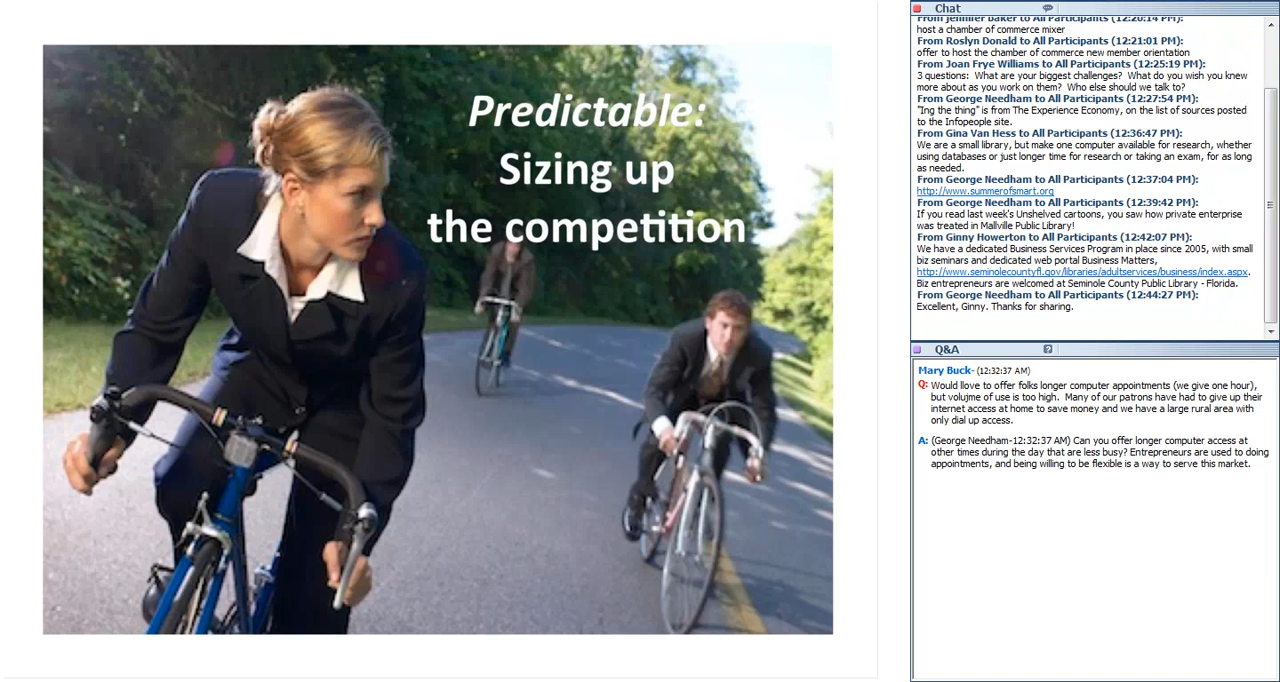 Predictable:
Sizing up
the competition
Chat
From jennifer baker to All Participants (12:20:14 PM):
host a chamber of commerce mixer
From Roslyn Donald to All Participants (12:21:01 PM):
offer to host the chamber of commerce new member orientation
From Joan Frye Williams to All Participants (12:25:19 PM):
3 questions:  What are your biggest challenges?  What do you wish you knew
more about as you work on them?  Who else should we talk to?
From George Needham to All Participants (12:27:54 PM):
"Ing the thing" is from The Experience Economy, on the list of sources posted
to the Infopeople site.
From Gina Van Hess to All Participants (12:36:47 PM):
We are a small library, but make one computer available for research, whether
using databases or just longer time for research or taking an exam, for as long
as needed.
From George Needham to All Participants (12:37:04 PM):
http://www.summerofsmart.org
From George Needham to All Participants (12:39:42 PM):
If you read last week's Unshelved cartoons, you saw how private enterprise
was treated in Mallville Public Library!
From Ginny Howerton to All Participants (12:42:07 PM):
We have a dedicated Business Services Program in place since 2005, with small
biz seminars and dedicated web portal Business Matters,
http://www.seminolecountyfl.gov/libraries/adultservices/business/index.aspx.
Biz entrepreneurs are welcomed at Seminole County Public Library - Florida.
From George Needham to All Participants (12:44:27 PM):
Excellent, Ginny. Thanks for sharing.
Q&A
Mary Buck- (12:32:37 AM)
Q: Would llove to offer folks longer computer appointments (we give one hour),
but volujme of use is too high.  Many of our patrons have had to give up their
internet access at home to save money and we have a large rural area with
only dial up access.
A: (George Needham-12:32:37 AM) Can you offer longer computer access at
other times during the day that are less busy? Entrepreneurs are used to doing
appointments, and being willing to be flexible is a way to serve this market.